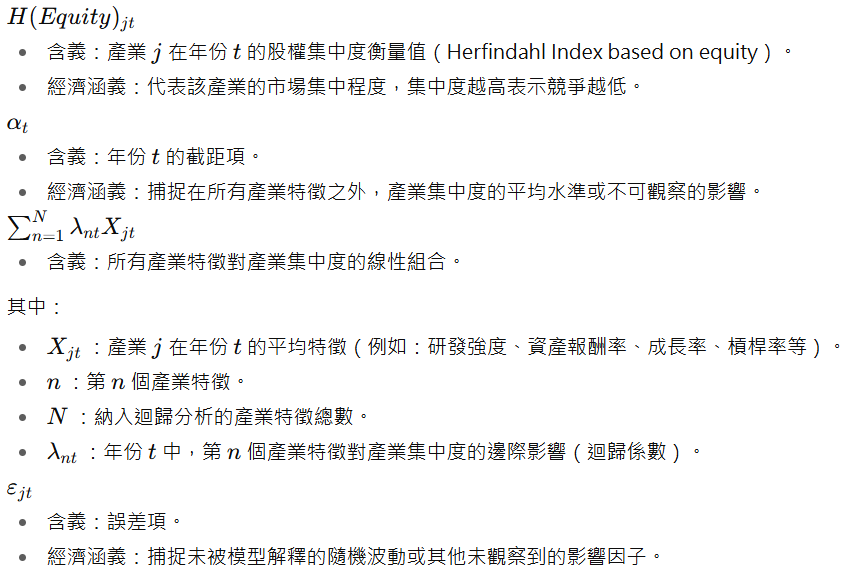 H(Equity)_{jt}
• 含義：產業 j 在年份 t 的股權集中度衡量值（Herfindahl Index based on equity）。
• 經濟涵義：代表該產業的市場集中程度，集中度越高表示競爭越低。
α_t
• 含義：年份 t 的截距項。
• 經濟涵義：捕捉在所有產業特徵之外，產業集中度的平均水準或不可觀察的影響。
∑_{n=1}^{N} λ_{nt}X_{jt}
• 含義：所有產業特徵對產業集中度的線性組合。
其中：
• X_{jt} ：產業 j 在年份 t 的平均特徵（例如：研發強度、資產報酬率、成長率、槓桿率等）。
• n ：第 n 個產業特徵。
• N ：納入迴歸分析的產業特徵總數。
• λ_{nt} ：年份 t 中，第 n 個產業特徵對產業集中度的邊際影響（迴歸係數）。
ε_{jt}
• 含義：誤差項。
• 經濟涵義：捕捉未被模型解釋的隨機波動或其他未觀察到的影響因子。